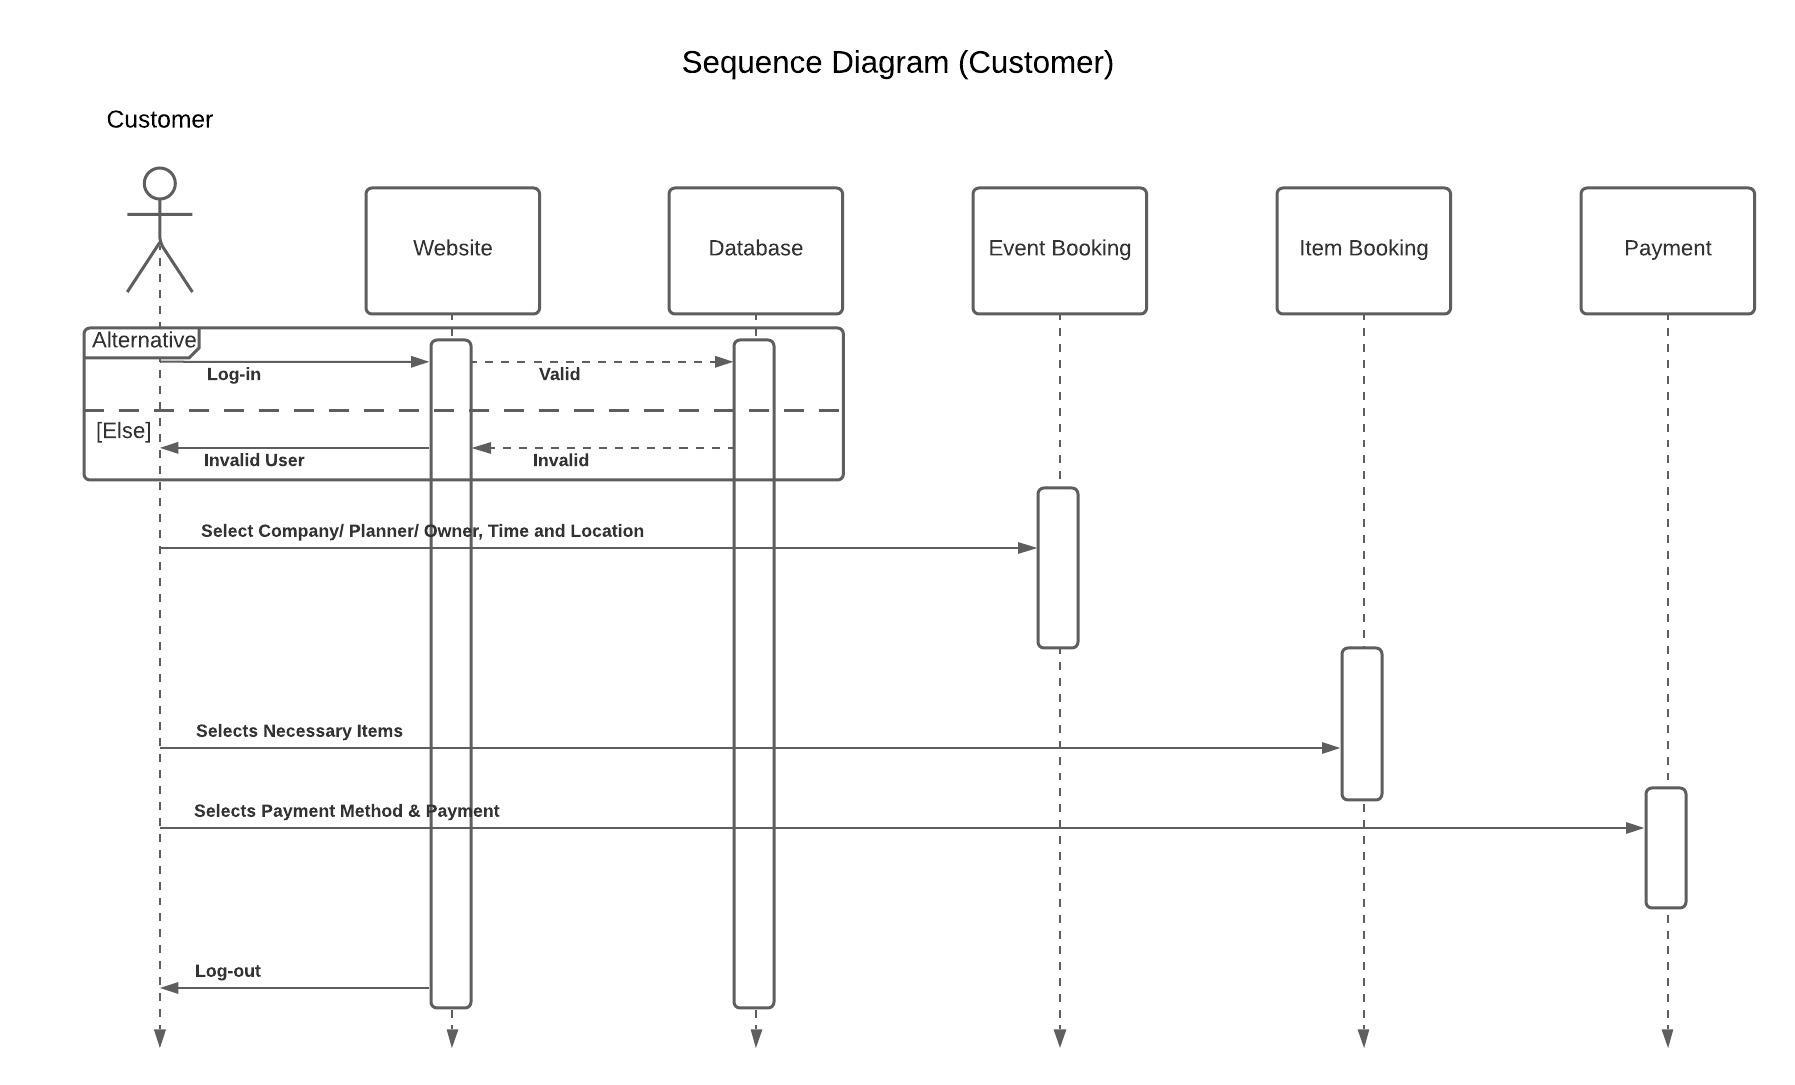 Sequence Diagram (Customer)
Customer
Website
Database
Event Booking
Item Booking
Payment
Alternative
Log-in
Valid
[Else]
Invalid User
Invalid
Select Company/ Planner/ Owner, Time and Location
Selects Necessary Items
Selects Payment Method & Payment
Log-out